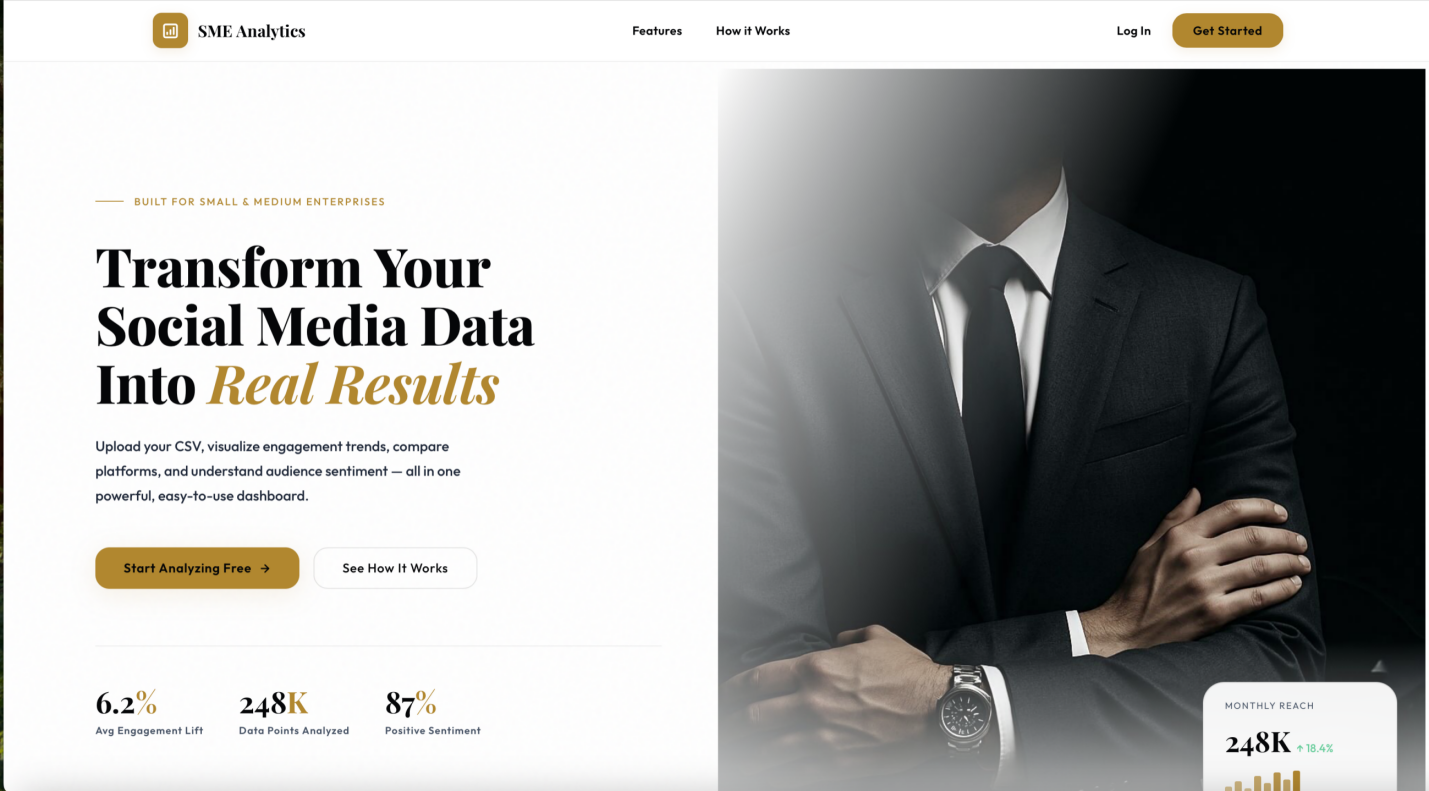 SME Analytics
Features
How it Works
Log In
Get Started
BUILT FOR SMALL & MEDIUM ENTERPRISES
Transform Your
Social Media Data
Into Real Results
Upload your CSV, visualize engagement trends, compare
platforms, and understand audience sentiment — all in one
powerful, easy-to-use dashboard.
Start Analyzing Free →
See How It Works
6.2%
Avg Engagement Lift
248K
Data Points Analyzed
87%
Positive Sentiment
MONTHLY REACH
248K ↑ 18.4%